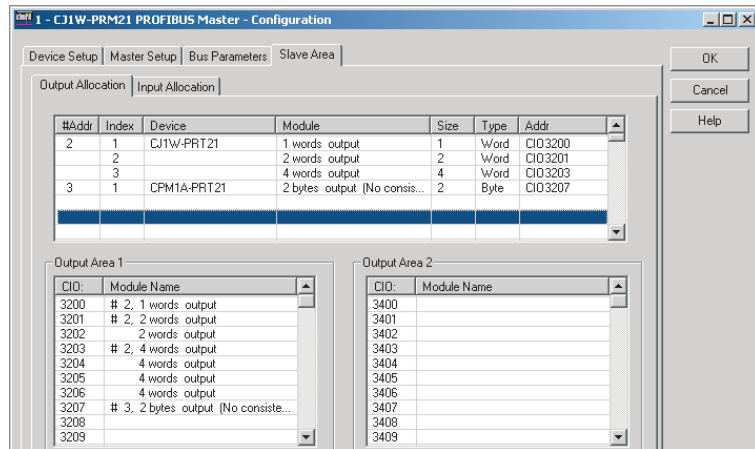 1 - CJ1W-PRM21 PROFIBUS Master - Configuration
Device Setup Master Setup Bus Parameters Slave Area
OK
Output Allocation Input Allocation
Cancel
Help
#Addr Index Device Module Size Type Addr
2 1 CJ1W-PRT21 1 words output 1 Word CIO3200
2 2 words output 2 Word CIO3201
3 4 words output 4 Word CIO3203
3 1 CPM1A-PRT21 2 bytes output (No consis... 2 Byte CIO3207
Output Area 1 Output Area 2
CIO: Module Name CIO: Module Name
3200 # 2, 1 words output 3400
3201 # 2, 2 words output 3401
3202 2 words output 3402
3203 # 2, 4 words output 3403
3204 4 words output 3404
3205 4 words output 3405
3206 4 words output 3406
3207 # 3, 2 bytes output (No consiste... 3407
3208 3408
3209 3409